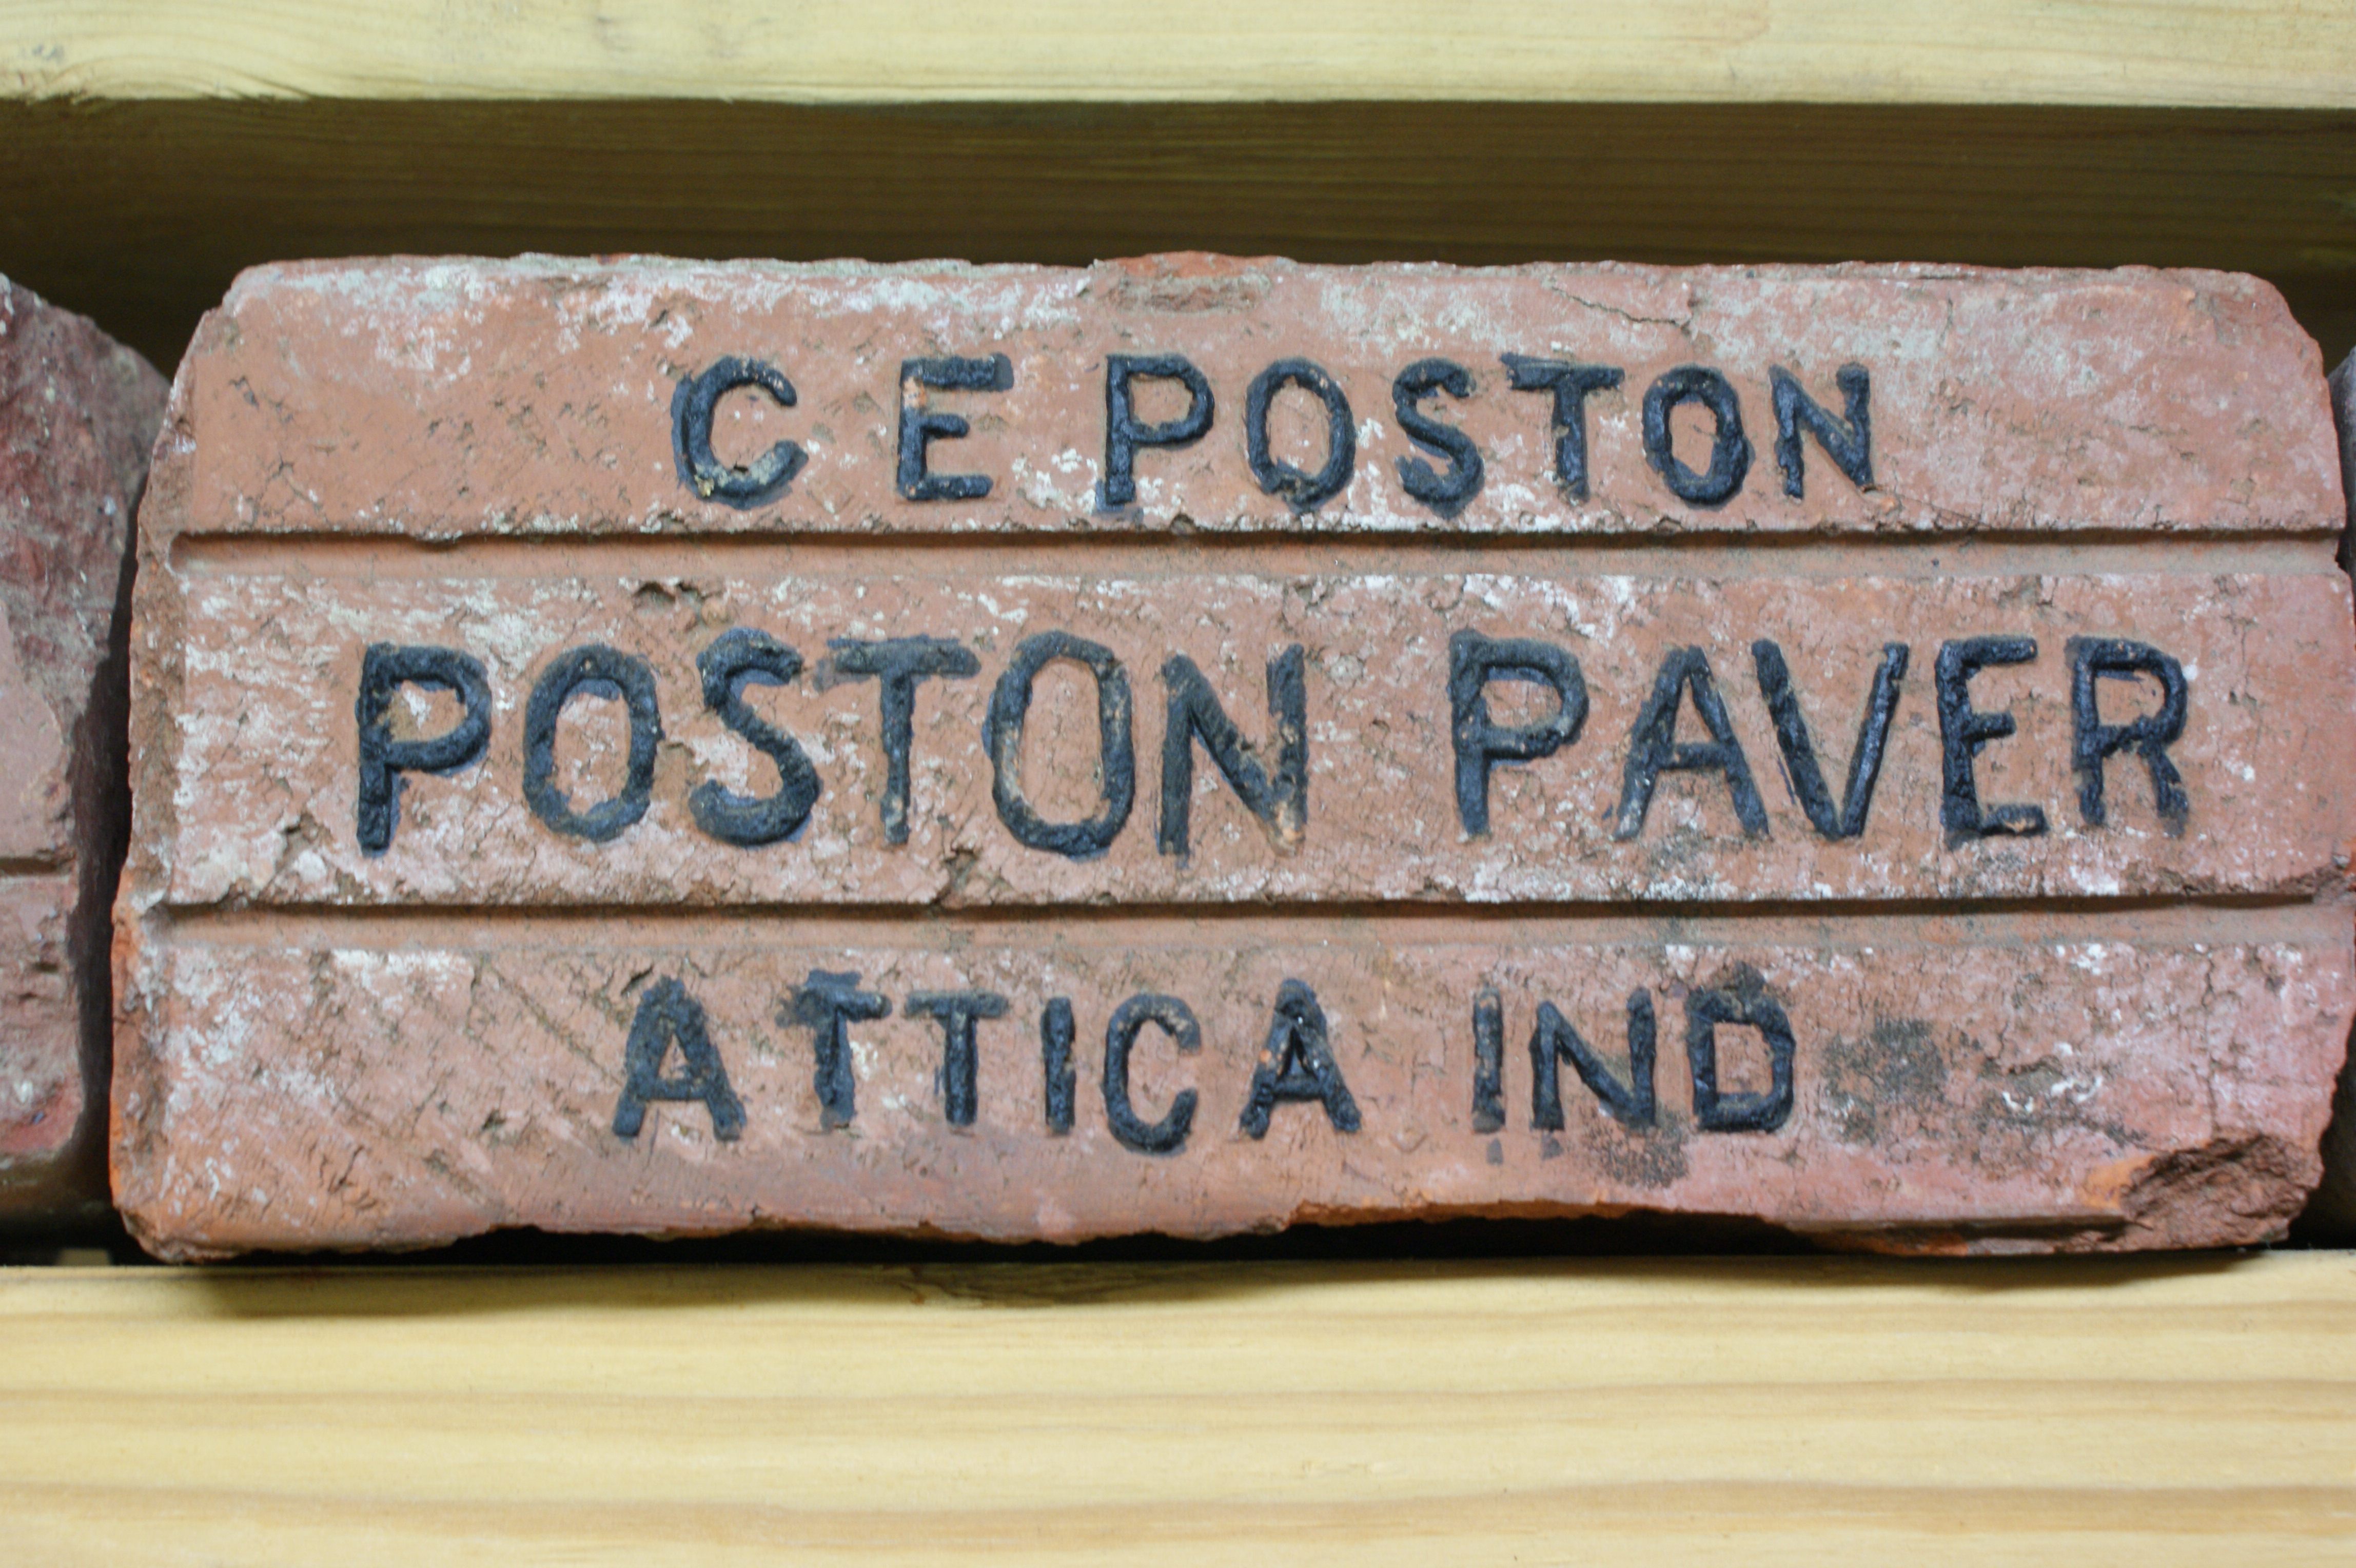 C E POSTON
POSTON PAVER
ATTICA IND